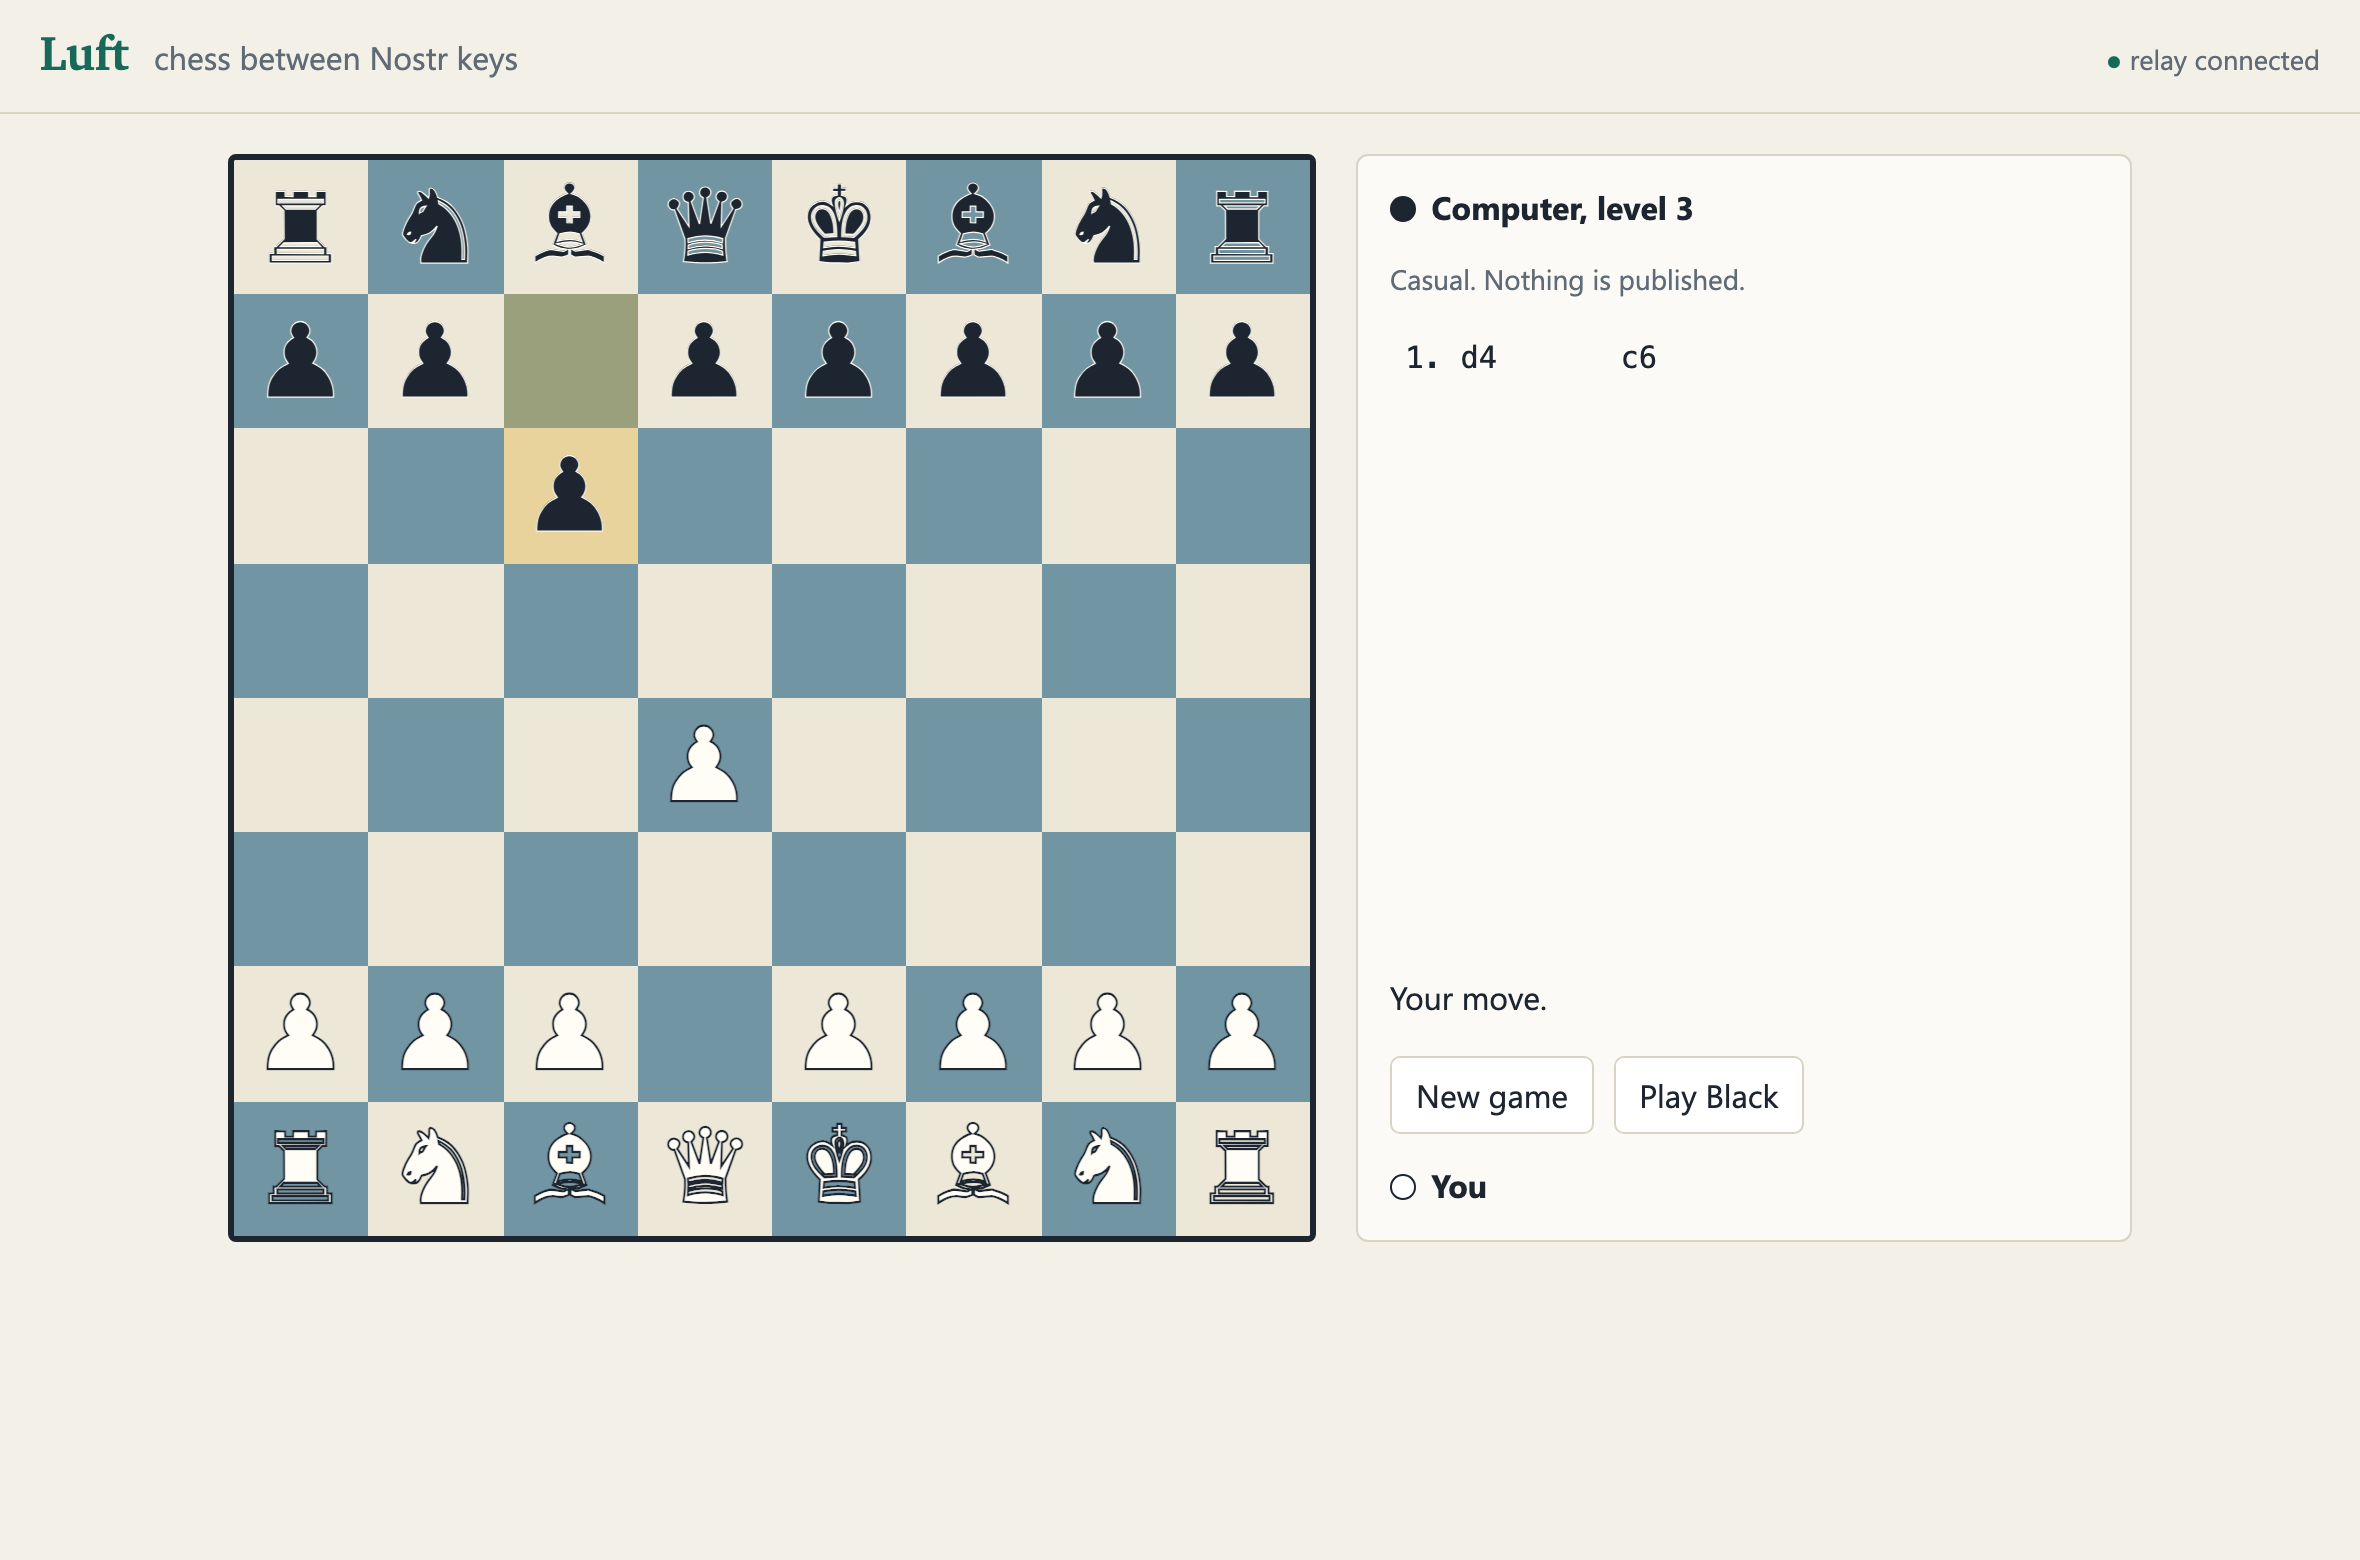 Luft chess between Nostr keys
relay connected
Computer, level 3
Casual. Nothing is published.
1. d4 c6
Your move.
New game Play Black
You